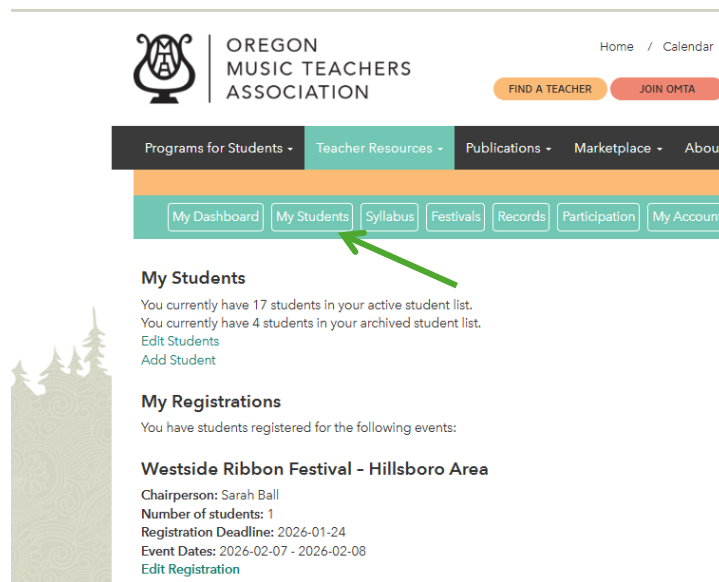 OREGON
MUSIC TEACHERS
ASSOCIATION
Home / Calendar
FIND A TEACHER
JOIN OMTA
Programs for Students
Teacher Resources
Publications
Marketplace
Abou
My Dashboard
My Students
Syllabus
Festivals
Records
Participation
My Account
My Students
You currently have 17 students in your active student list.
You currently have 4 students in your archived student list.
Edit Students
Add Student
My Registrations
You have students registered for the following events:
Westside Ribbon Festival – Hillsboro Area
Chairperson: Sarah Ball
Number of students: 1
Registration Deadline: 2026-01-24
Event Dates: 2026-02-07 - 2026-02-08
Edit Registration